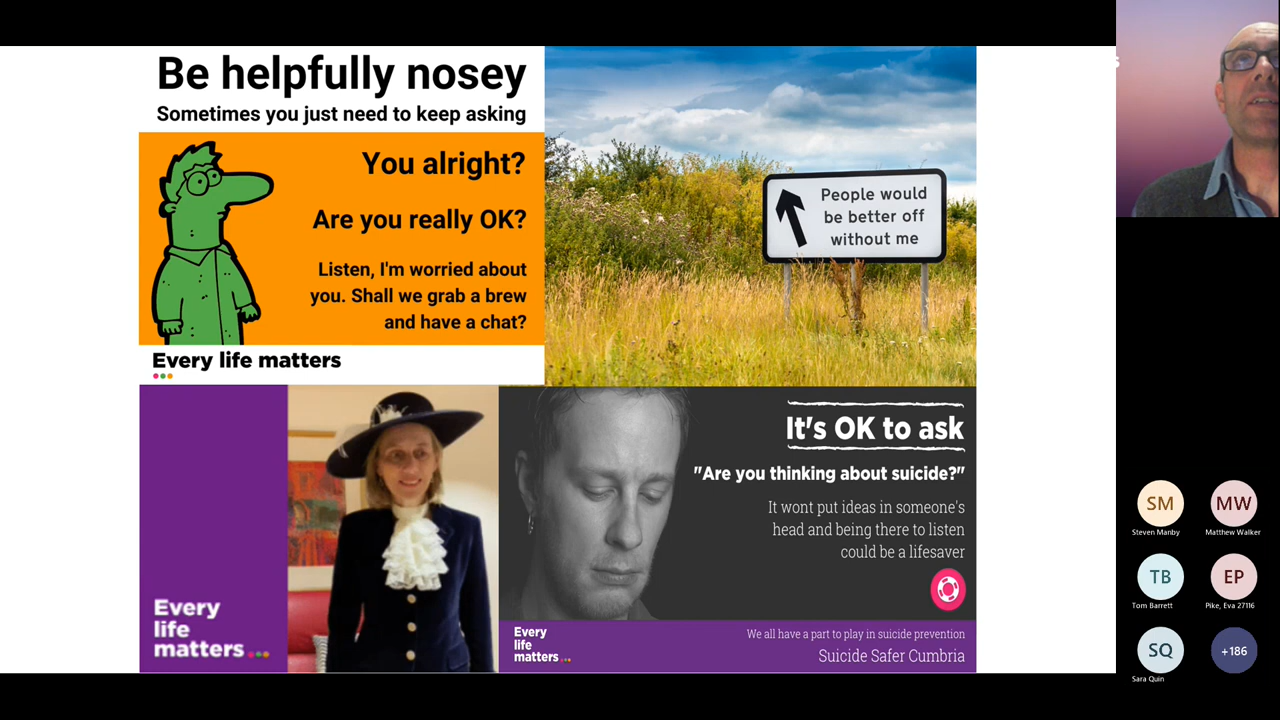 Be helpfully nosey
Sometimes you just need to keep asking
You alright?
Are you really OK?
Listen, I'm worried about
you. Shall we grab a brew
and have a chat?
Every life matters
People would
be better off
without me
Every
life
matters
It's OK to ask
"Are you thinking about suicide?"
It wont put ideas in someone's
head and being there to listen
could be a lifesaver
Every
life
matters
We all have a part to play in suicide prevention
Suicide Safer Cumbria
s
SM
MW
Steven Manby
Matthew Walker
TB
EP
Tom Barrett
Pike, Eva 27116
SQ
+186
Sara Quin